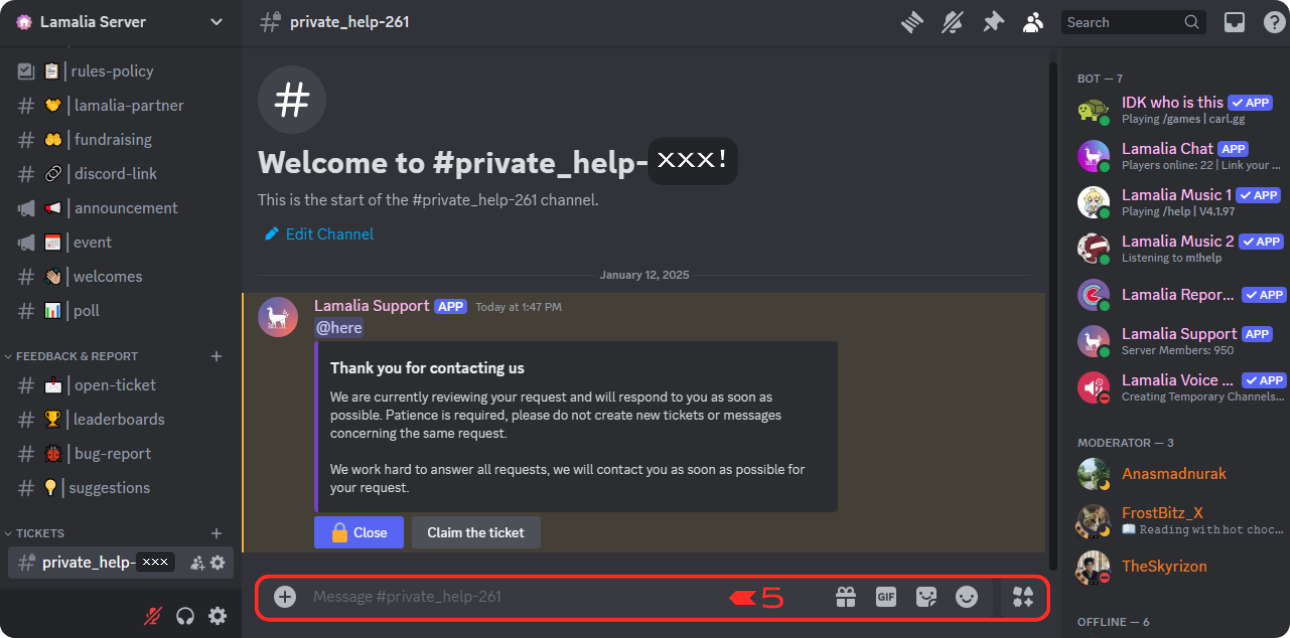 Lamalia Server
rules-policy
lamalia-partner
fundraising
discord-link
announcement
event
welcomes
poll
FEEDBACK & REPORT
open-ticket
leaderboards
bug-report
suggestions
TICKETS
private_help- xxx
private_help-261
Search
Welcome to #private_help- xxx!
This is the start of the #private_help-261 channel.
Edit Channel
January 12, 2025
Lamalia Support APP Today at 1:47 PM
@here
Thank you for contacting us
We are currently reviewing your request and will respond to you as soon as
possible. Patience is required, please do not create new tickets or messages
concerning the same request.
We work hard to answer all requests, we will contact you as soon as possible for
your request.
Close
Claim the ticket
Message #private_help-261
5
GIF
BOT — 7
IDK who is this APP
Playing /games | carl.gg
Lamalia Chat APP
Players online: 22 | Link your ...
Lamalia Music 1 APP
Playing /help | V4.1.97
Lamalia Music 2 APP
Listening to m!help
Lamalia Repor... APP
Lamalia Support APP
Server Members: 950
Lamalia Voice ... APP
Creating Temporary Channels...
MODERATOR — 3
Anasmadnurak
FrostBitz_X
Reading with hot choc...
TheSkyrizon
OFFLINE — 6